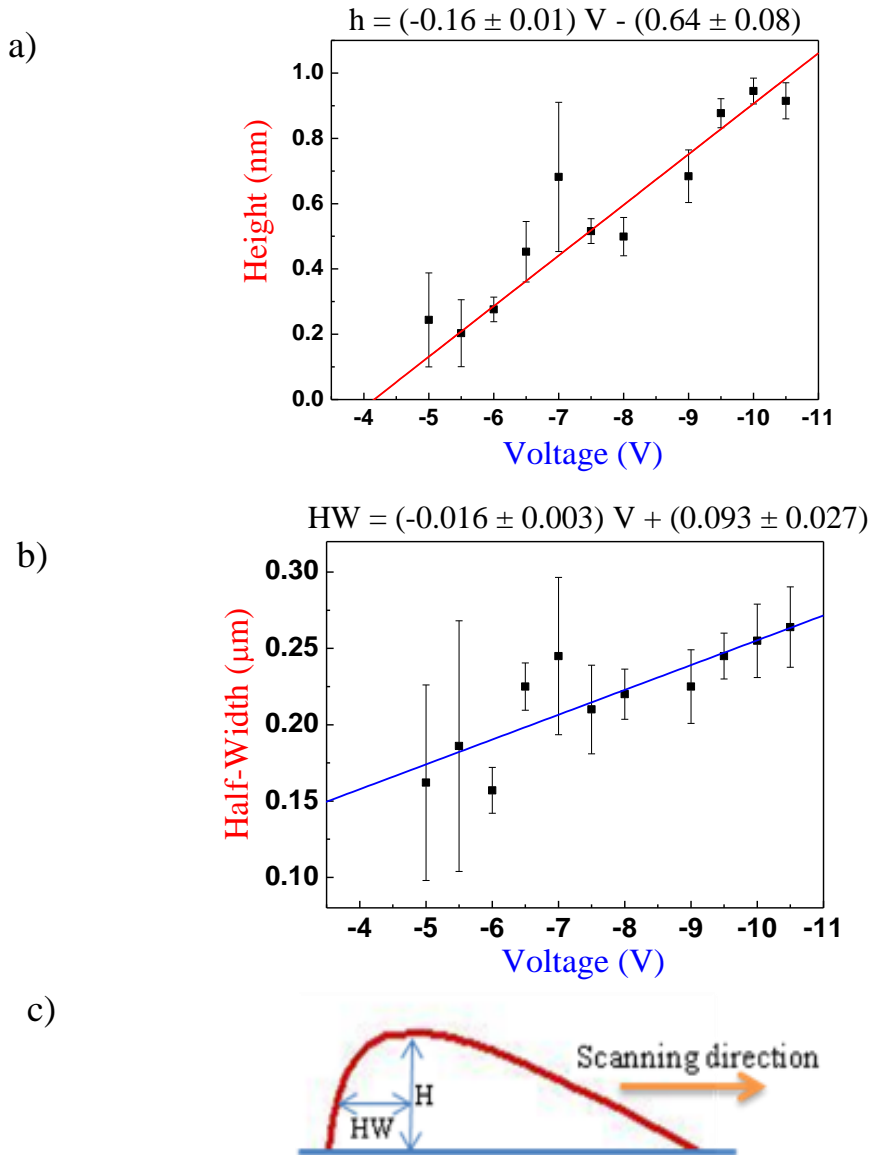 a)
h = (-0.16 ± 0.01) V - (0.64 ± 0.08)
Height (nm)
1.0
0.8
0.6
0.4
0.2
0.0
-4 -5 -6 -7 -8 -9 -10 -11
Voltage (V)
b)
HW = (-0.016 ± 0.003) V + (0.093 ± 0.027)
Half-Width (µm)
0.30
0.25
0.20
0.15
0.10
-4 -5 -6 -7 -8 -9 -10 -11
Voltage (V)
c)
Scanning direction
H
HW